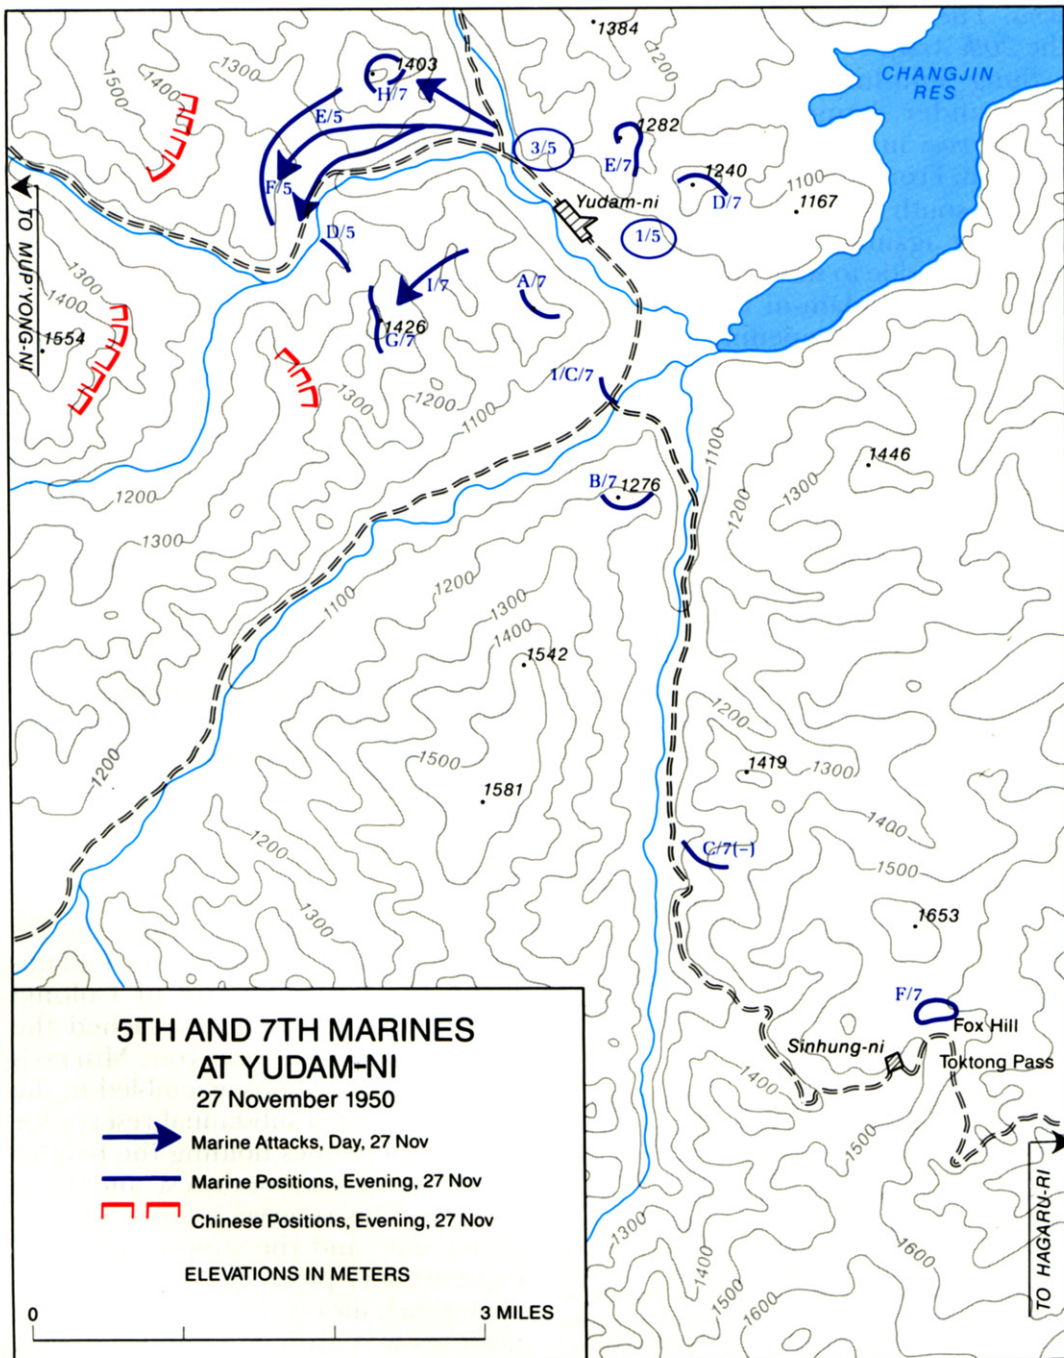 1384
1200
CHANGJIN
RES
1300
1500
1400
1403
H/7
E/5
3/5
1282
E/7
1240
D/7
1100
1167
F/5
Yudam-ni
1/5
TO MUP'YONG-NI
D/5
1300
1400
1554
I/7
A/7
1426
G/7
1/C/7
1300
1200
1100
1100
1446
1300
1200
B/7
1276
1200
1300
1200
1100
1300
1400
1542
1200
1200
1500
1419
1300
1581
1400
1200
C/7(-)
1500
1300
1653
F/7
Fox Hill
Sinhung-ni
Toktong Pass
1400
1500
TO HAGARU-RI
1300
1400
1500
1600
1600
5TH AND 7TH MARINES
AT YUDAM-NI
27 November 1950
Marine Attacks, Day, 27 Nov
Marine Positions, Evening, 27 Nov
Chinese Positions, Evening, 27 Nov
ELEVATIONS IN METERS
0 3 MILES